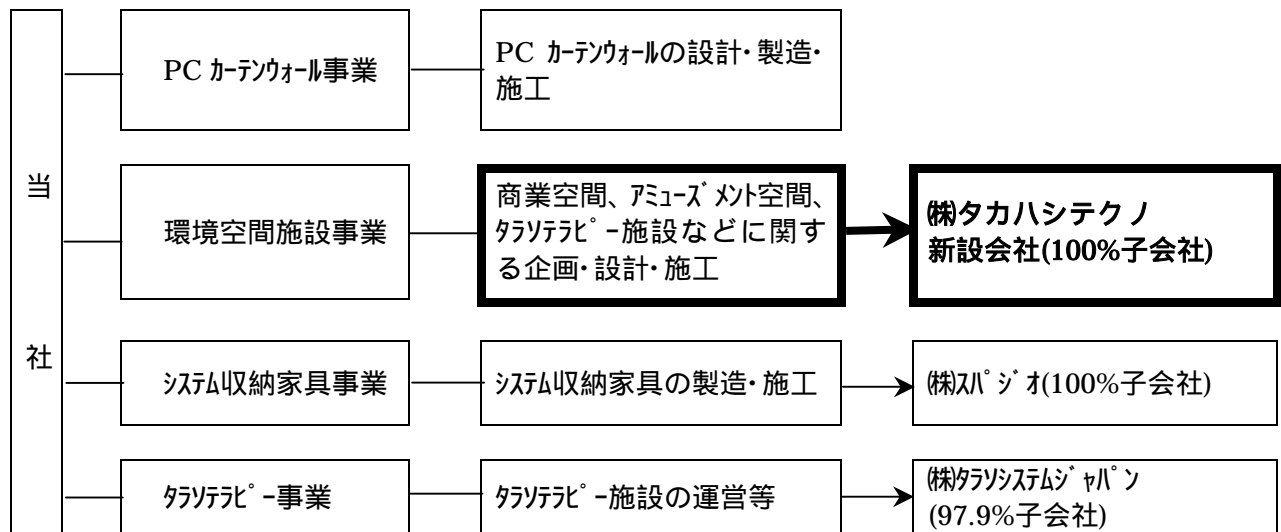 当
社
PC ｶｰﾃﾝｳｫｰﾙ事業
PC ｶｰﾃﾝｳｫｰﾙの設計・製造・
施工
環境空間施設事業
商業空間、ｱﾐｭｰｽﾞﾒﾝﾄ空間、
ﾀﾗｿﾃﾗﾋﾟｰ施設などに関す
る企画・設計・施工
㈱タカハシテクノ
新設会社(100%子会社)
ｼｽﾃﾑ収納家具事業
ｼｽﾃﾑ収納家具の製造・施工
㈱ｽﾊﾟｼﾞｵ(100%子会社)
ﾀﾗｿﾃﾗﾋﾟｰ事業
ﾀﾗｿﾃﾗﾋﾟｰ施設の運営等
㈱ﾀﾗｿｼｽﾃﾑｼﾞｬﾊﾟﾝ
(97.9%子会社)